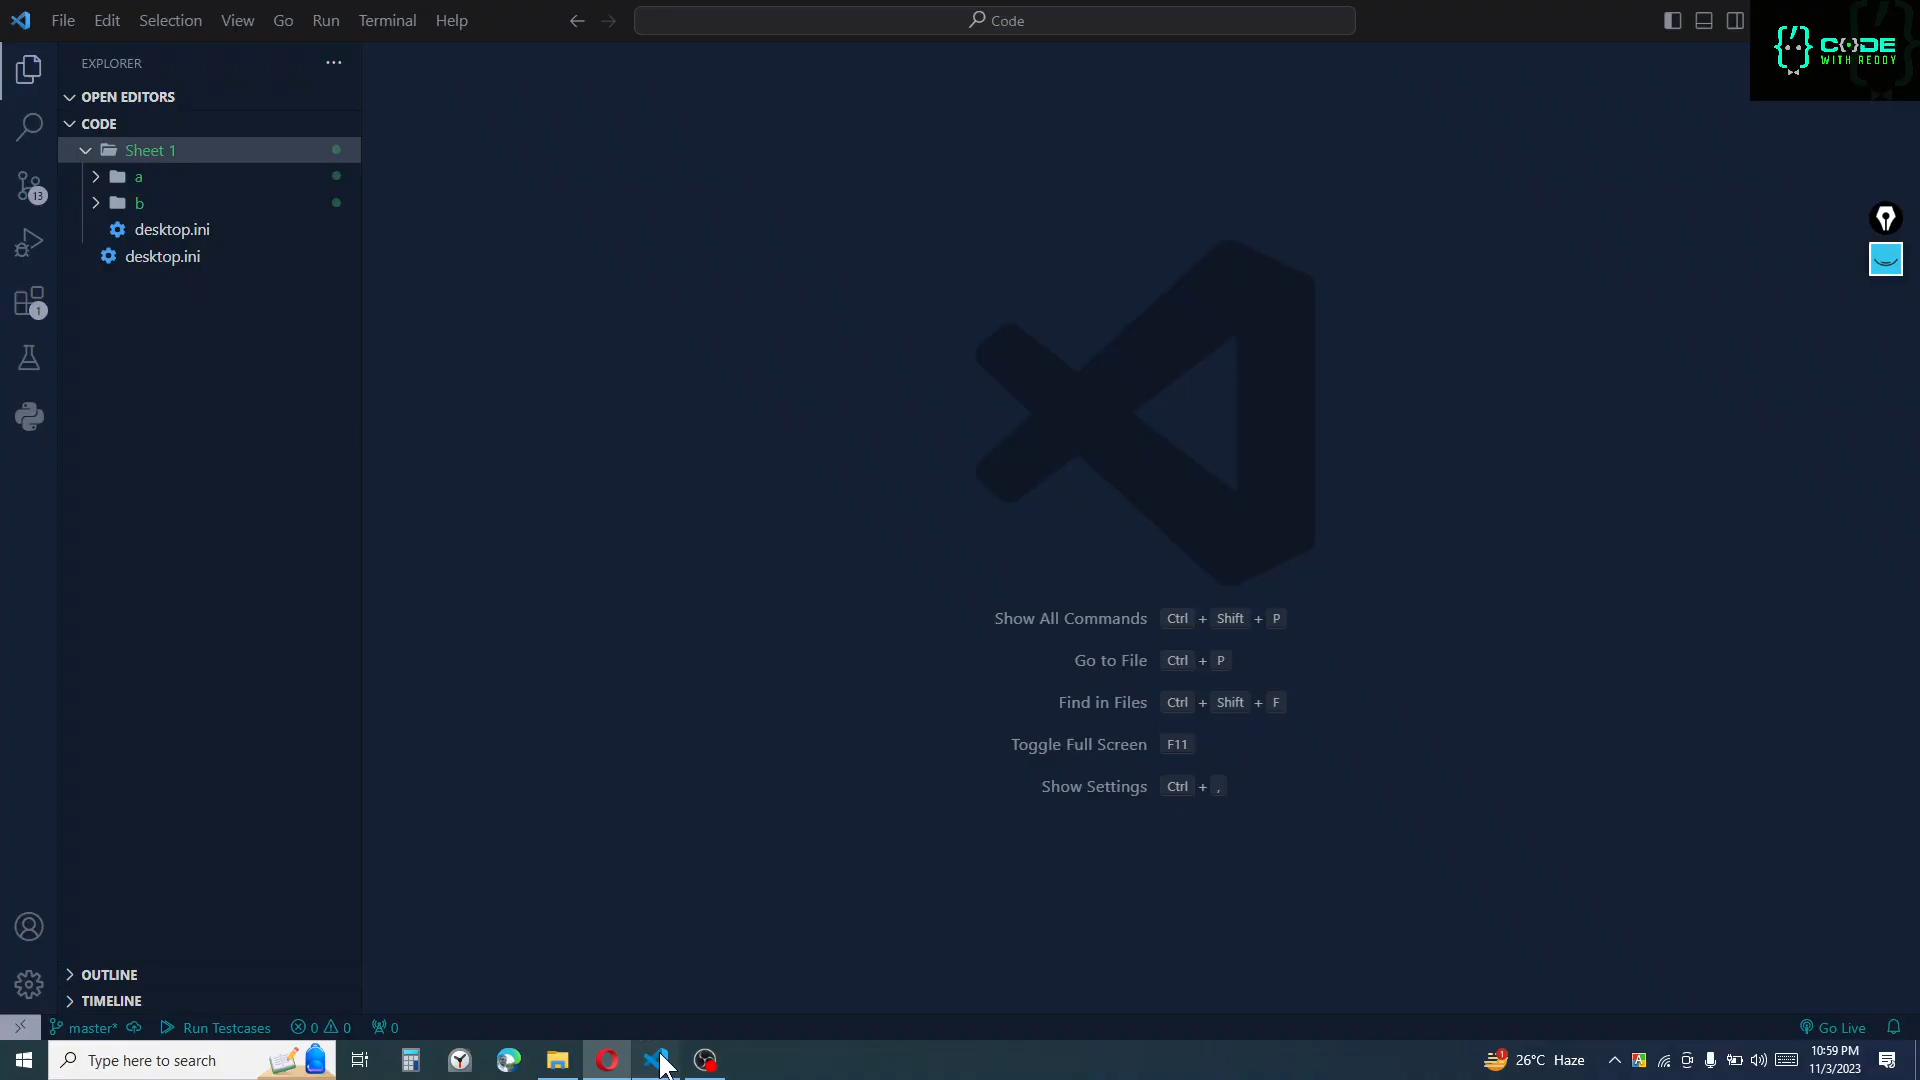 File Edit Selection View Go Run Terminal Help
Code
CODE
WITH REDDY
EXPLORER
OPEN EDITORS
CODE
Sheet 1
a
b
desktop.ini
desktop.ini
13
1
Show All Commands Ctrl + Shift + P
Go to File Ctrl + P
Find in Files Ctrl + Shift + F
Toggle Full Screen F11
Show Settings Ctrl + ,
OUTLINE
TIMELINE
master* Run Testcases 0 0 0 Go Live
Type here to search
1 26°C Haze A 10:59 PM
11/3/2023